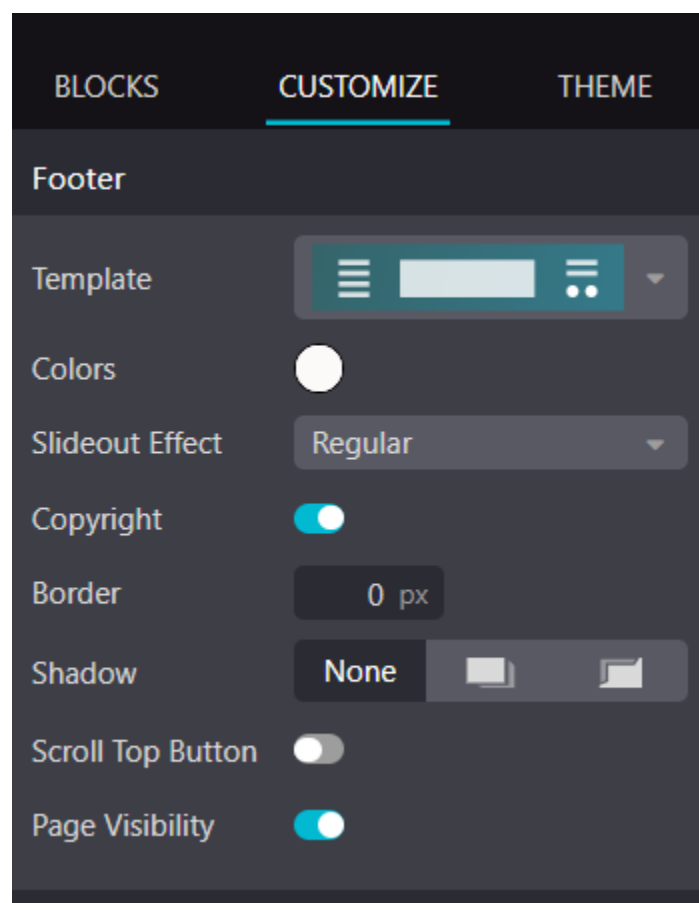 BLOCKS CUSTOMIZE THEME
Footer
Template
Colors
Slideout Effect Regular
Copyright
Border 0 px
Shadow None
Scroll Top Button
Page Visibility